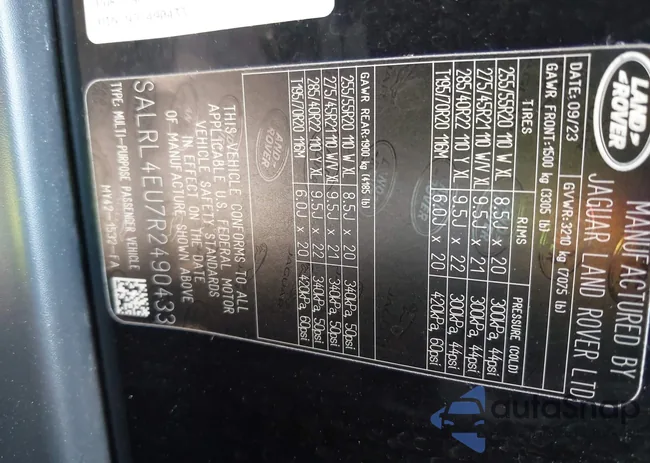 MANUFACTURED BY
JAGUAR LAND ROVER LTD
LAND
ROVER
DATE: 09/23 GVWR: 3210 kg (7075 lb)
GAWR FRONT: 1500 kg (3305 lb)
TIRES RIMS PRESSURE (COLD)
255/55R20 110 W XL 8.5J x 20 300kPa, 44psi
275/45R21 110 W/V XL 9.5J x 21 300kPa, 44psi
285/40R22 110 Y XL 9.5J x 22 300kPa, 44psi
T195/70R20 116M 6.0J x 20 420kPa, 60psi
GAWR REAR: 1900 kg (4185 lb)
255/55R20 110 W XL 8.5J x 20 340kPa, 50psi
275/45R21 110 W/V XL 9.5J x 21 340kPa, 50psi
285/40R22 110 Y XL 9.5J x 22 340kPa, 50psi
T195/70R20 116M 6.0J x 20 420kPa, 60psi
THIS VEHICLE CONFORMS TO ALL
APPLICABLE U.S. FEDERAL MOTOR
VEHICLE SAFETY STANDARDS
IN EFFECT ON THE DATE
OF MANUFACTURE SHOWN ABOVE
SALRL4EU7R2490433
TYPE: MULTI-PURPOSE PASSENGER VEHICLE
MY42-1532-FA
autoSnap